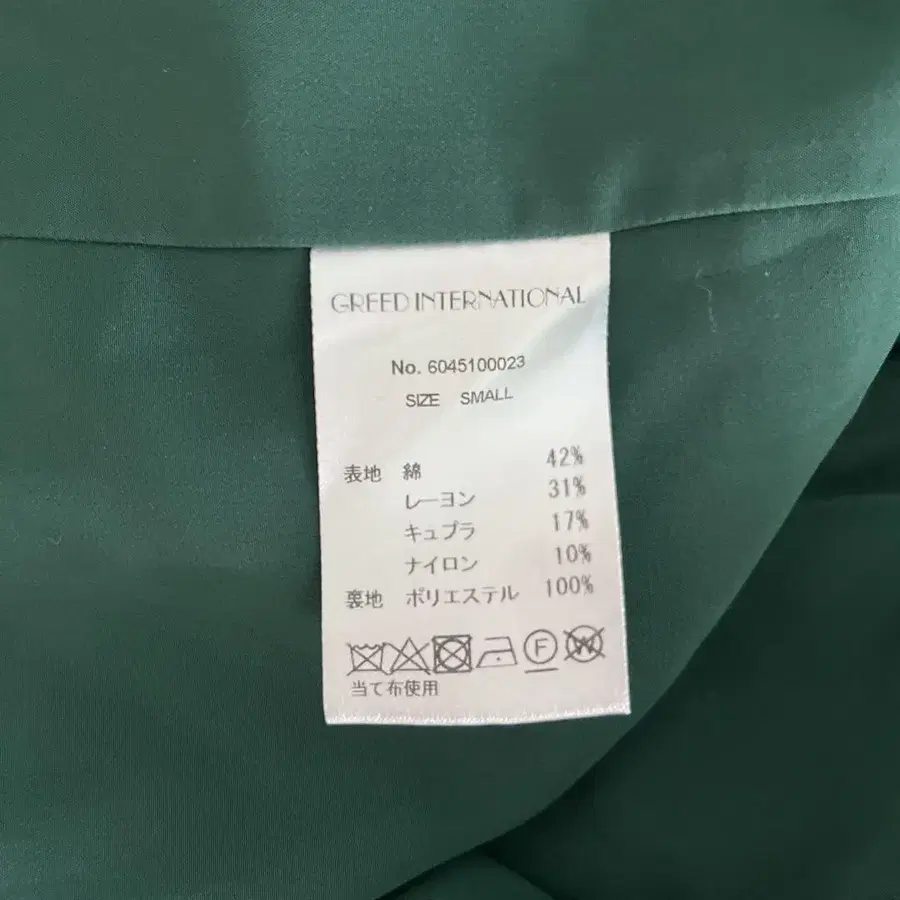 GREED INTERNATIONAL
No. 6045100023
SIZE SMALL
表地 綿 42%
レーヨン 31%
キュプラ 17%
ナイロン 10%
裏地 ポリエステル 100%
F W
当て布使用